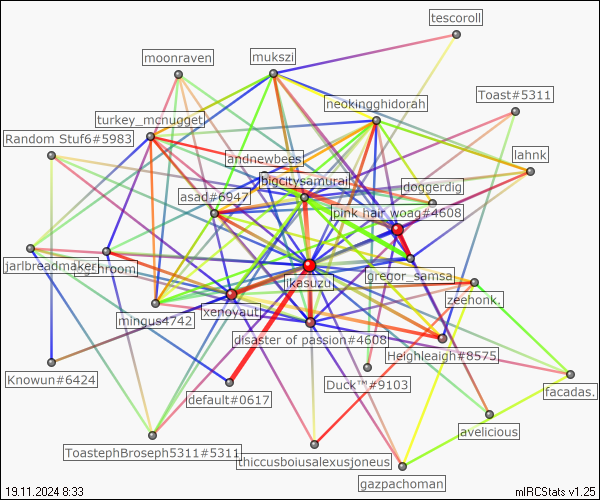 tescoroll
moonraven
mukszi
Toast#5311
neokingghidorah
turkey_mcnugget
Random Stuf6#5983
andnewbees
lahnk
bigcitysamurai
doggerdig
asad#6947
pink hair woag#4608
jarlbreadmaker
gregor_samsa
ikasuzu
zeehonk.
xenoyaut
mingus4742
disaster of passion#4608
Heighleagh#8575
Knowun#6424
default#0617
Duck™#9103
facadas.
avelicious
ToastephBroseph5311#5311
thiccusboiusalexusjoneus
gazpachoman
19.11.2024 8:33
mIRCStats v1.25